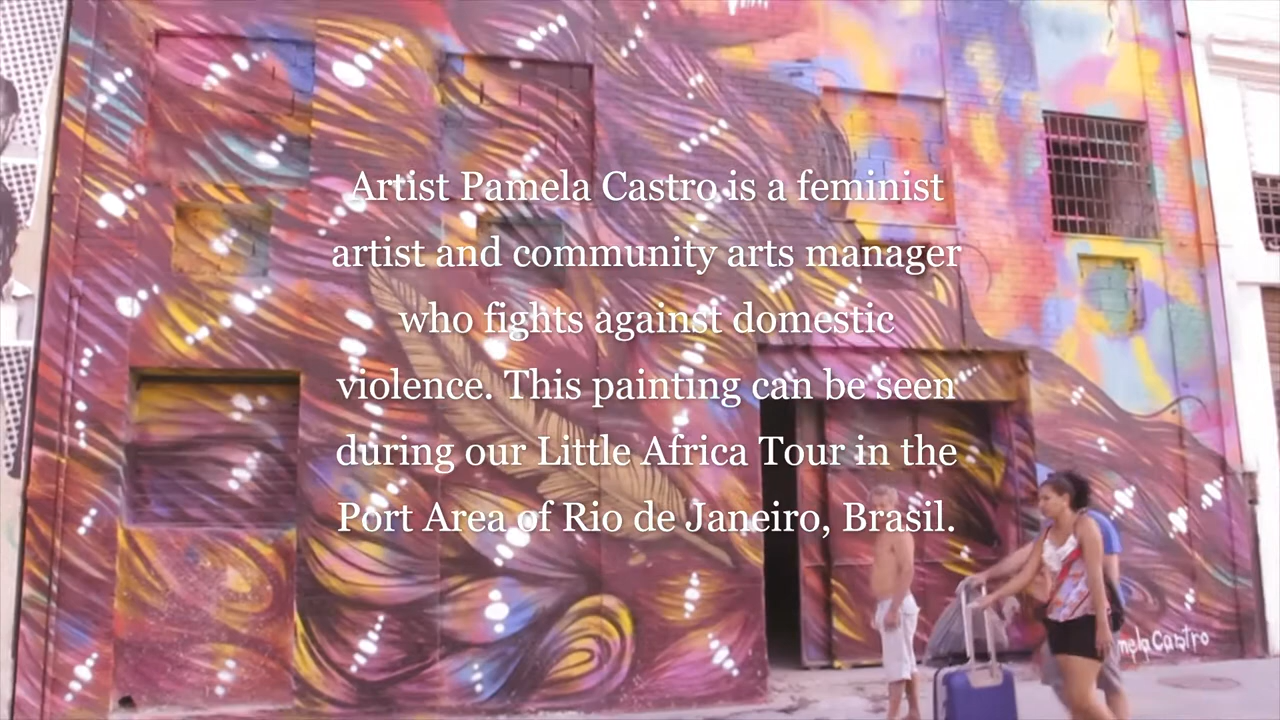 Artist Pamela Castro is a feminist
artist and community arts manager
who fights against domestic
violence. This painting can be seen
during our Little Africa Tour in the
Port Area of Rio de Janeiro, Brasil.
Castro